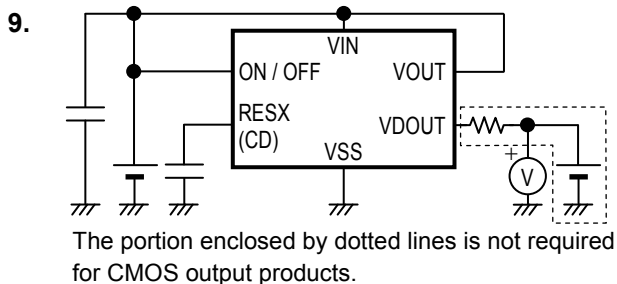 9.
VIN
ON / OFF
VOUT
RESX
(CD)
VDOUT
VSS
+
V
The portion enclosed by dotted lines is not required
for CMOS output products.